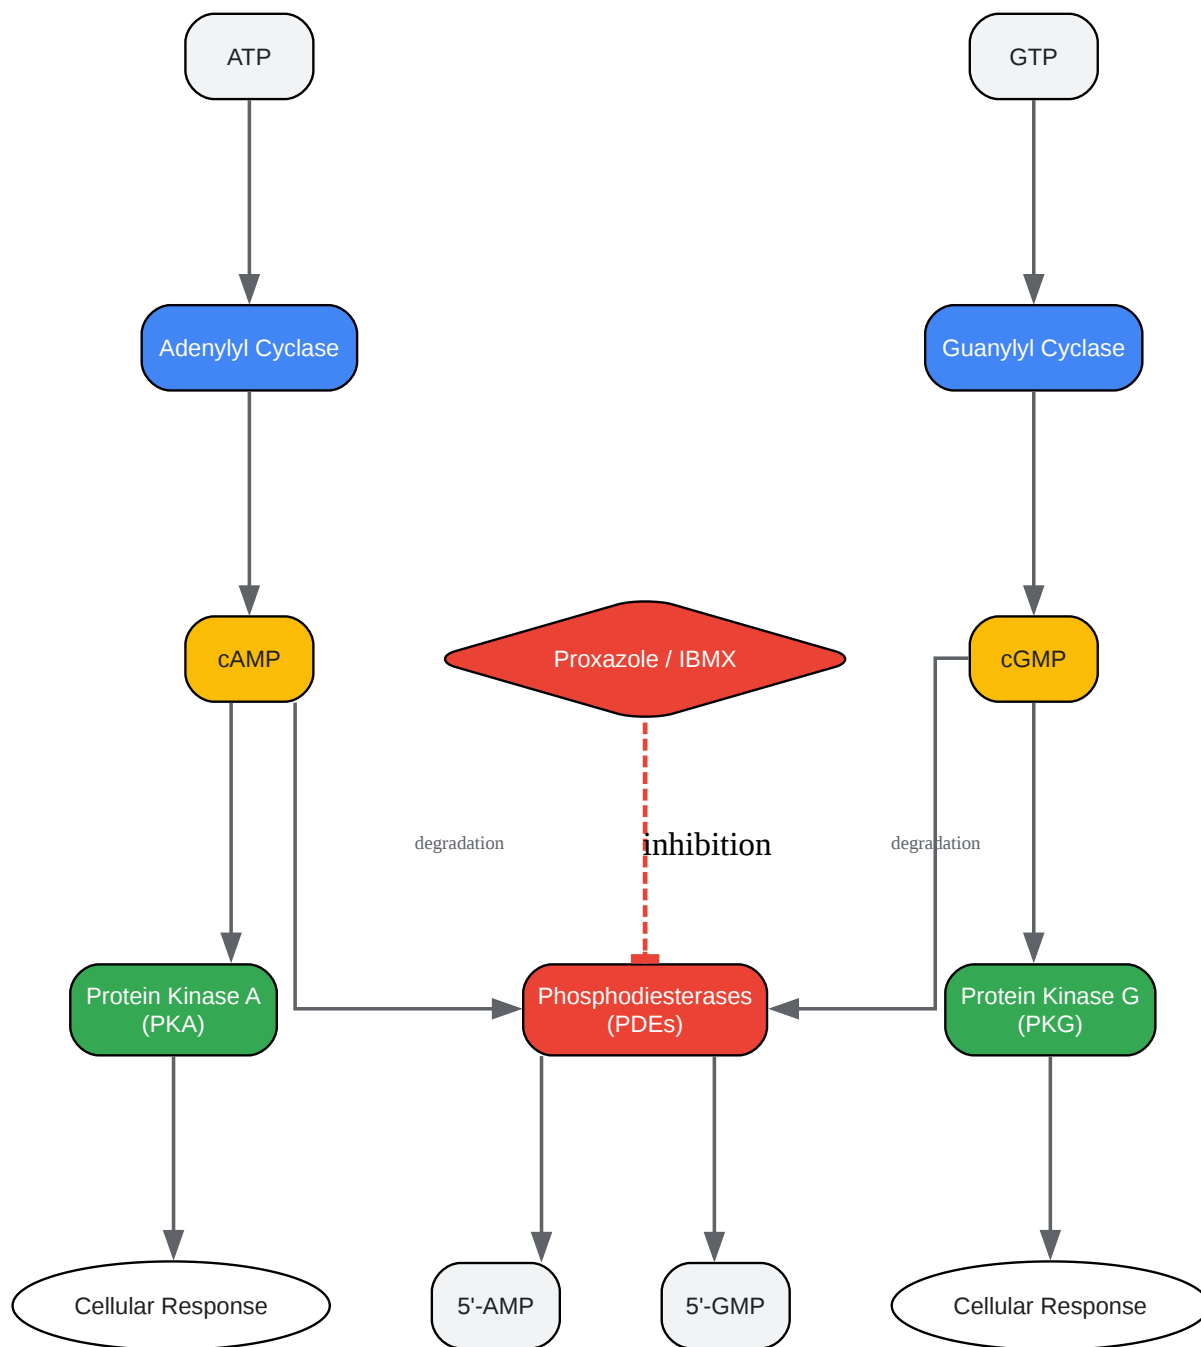 ATP
GTP
Adenylyl Cyclase
Guanylyl Cyclase
cAMP
Proxazole / IBMX
cGMP
degradation
inhibition
degradation
Protein Kinase A
(PKA)
Phosphodiesterases
(PDEs)
Protein Kinase G
(PKG)
Cellular Response
5'-AMP
5'-GMP
Cellular Response